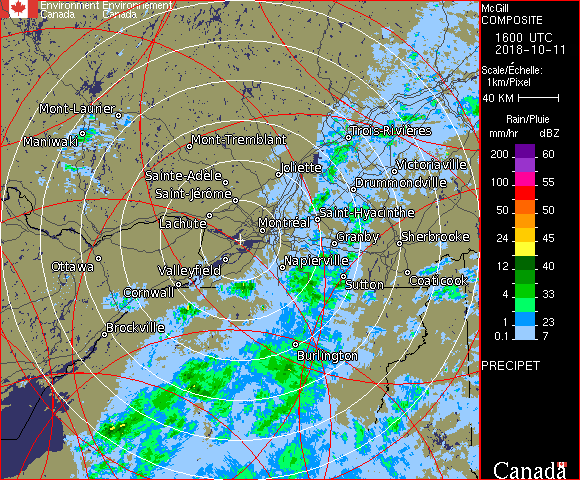 Environment Environnement
Canada Canada
Mont-Laurier
Maniwaki
Mont-Tremblant
Trois-Rivières
Joliette
Victoriaville
Sainte-Adèle
Drummondville
Saint-Jérôme
Lachute
Saint-Hyacinthe
Montréal
Granby
Sherbrooke
Ottawa
Valleyfield
Napierville
Cornwall
Sutton
Coaticook
Brockville
Burlington
McGill
COMPOSITE
1600 UTC
2018-10-11
Scale/Échelle:
1km/Pixel
40 KM
Rain/Pluie
mm/hr dBZ
200 60
100 55
50 50
24 45
12 40
4 33
1 23
0.1 7
PRECIPET
Canada